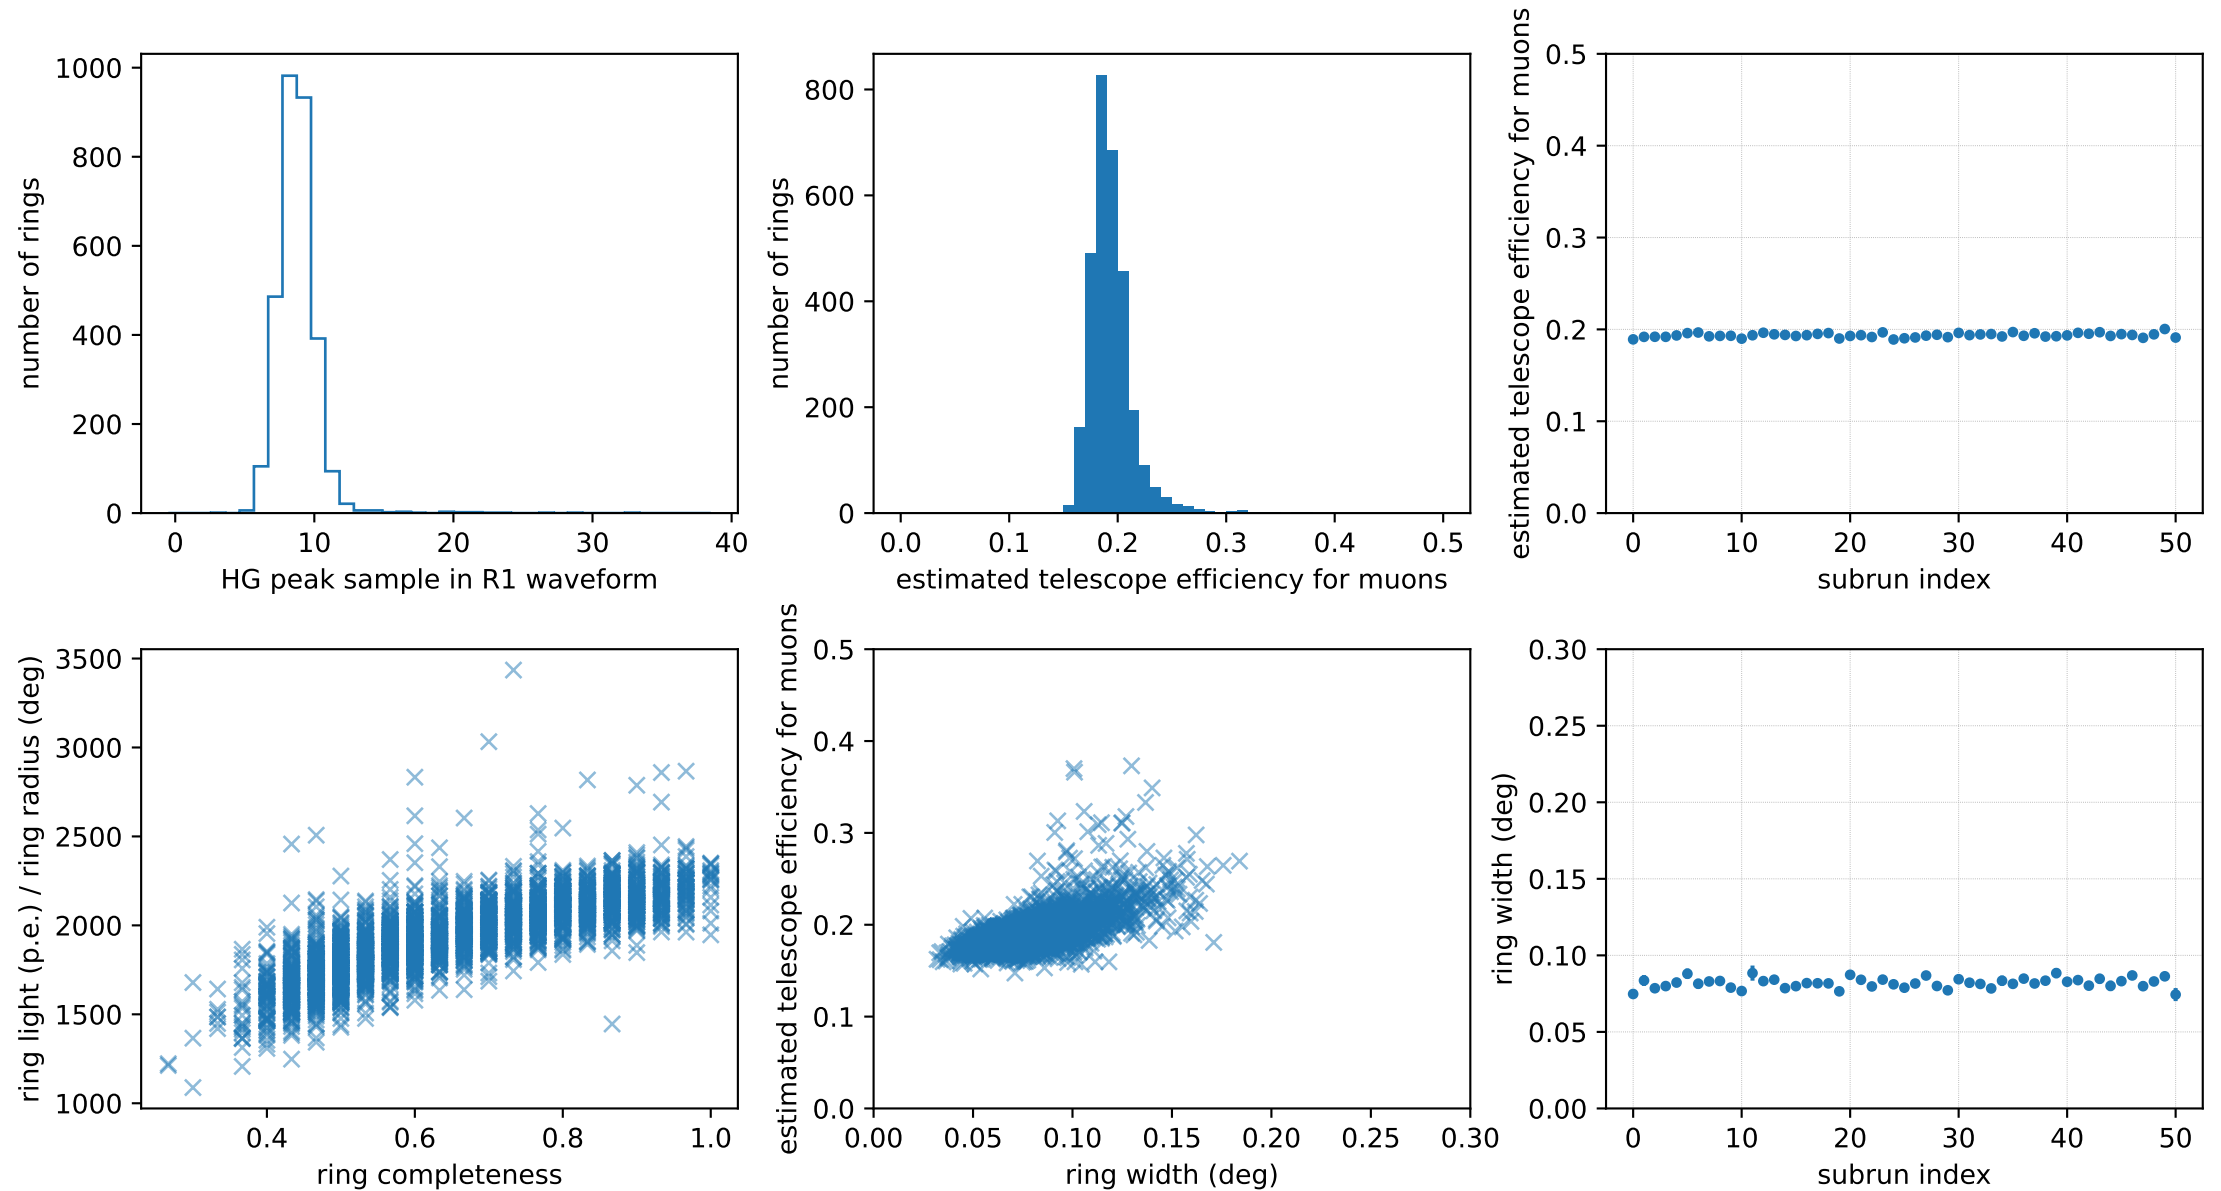 1000
800
600
400
200
0
number of rings
0 10 20 30 40
HG peak sample in R1 waveform
800
600
400
200
0
number of rings
0.0 0.1 0.2 0.3 0.4 0.5
estimated telescope efficiency for muons
0.5
0.4
0.3
0.2
0.1
0.0
estimated telescope efficiency for muons
0 10 20 30 40 50
subrun index
3500
3000
2500
2000
1500
1000
ring light (p.e.) / ring radius (deg)
0.4 0.6 0.8 1.0
ring completeness
0.5
0.4
0.3
0.2
0.1
0.0
estimated telescope efficiency for muons
0.00 0.05 0.10 0.15 0.20 0.25 0.30
ring width (deg)
0.30
0.25
0.20
0.15
0.10
0.05
0.00
ring width (deg)
0 10 20 30 40 50
subrun index